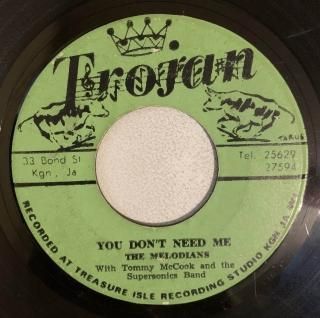 Trojan
TARUS
33 Bond St
Kgn, Ja
Tel. 25629
27594
YOU DON'T NEED ME
THE MELODIANS
With Tommy McCook and the
Supersonics Band
RECORDED AT TREASURE ISLE RECORDING STUDIO KGN JA